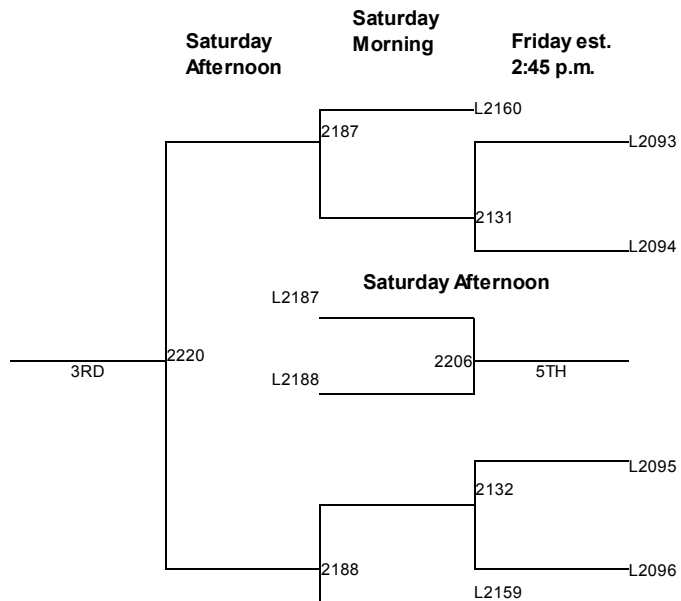 Saturday
Morning
Saturday
Afternoon
Friday est.
2:45 p.m.
L2160
2187
L2093
2131
L2094
Saturday Afternoon
L2187
2220
2206
3RD
5TH
L2188
L2095
2132
2188
L2096
L2159